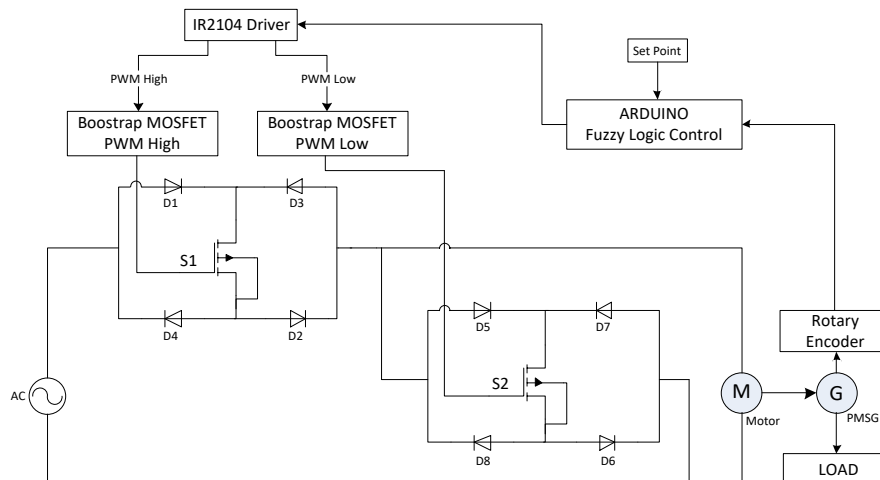 IR2104 Driver
Set Point
PWM High
PWM Low
Boostrap MOSFET
PWM High
Boostrap MOSFET
PWM Low
ARDUINO
Fuzzy Logic Control
D1
D3
S1
D4
D2
D5
D7
Rotary
Encoder
S2
AC
M
G
Motor
PMSG
D8
D6
LOAD